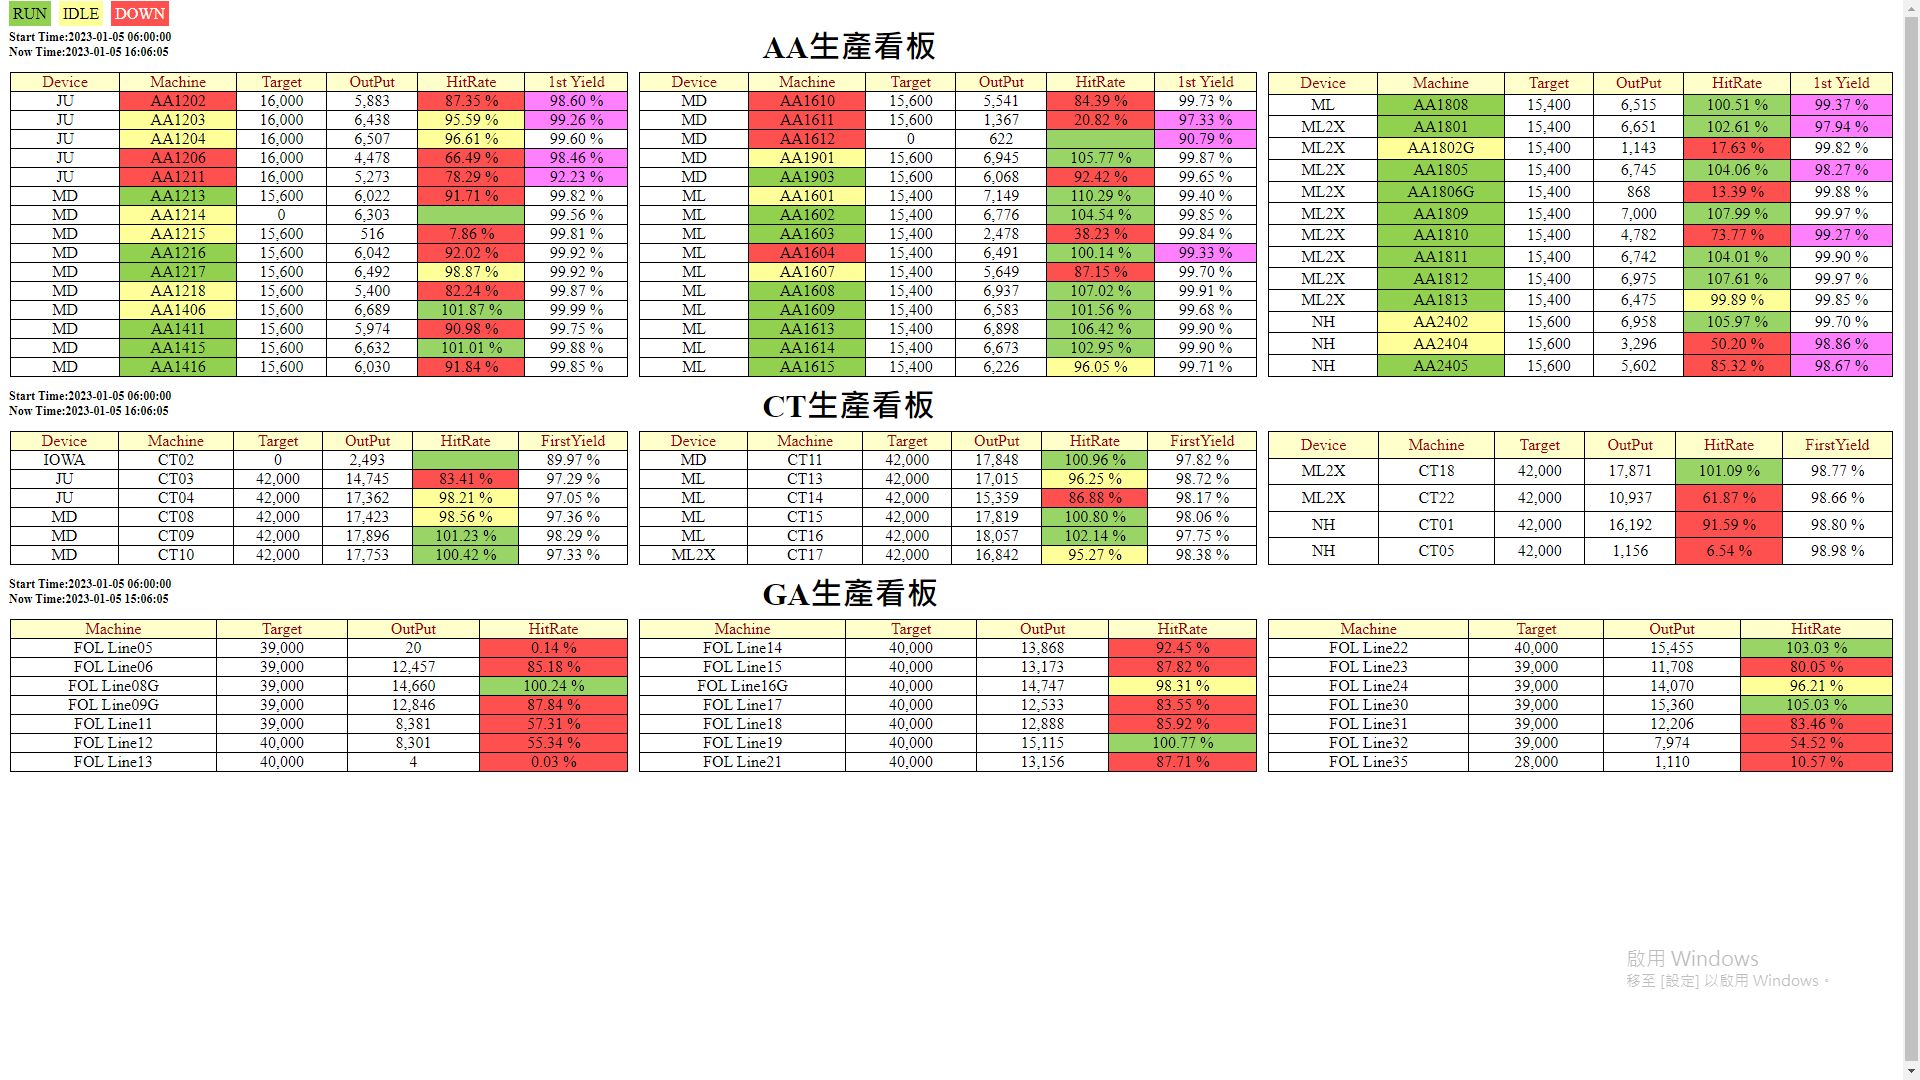 RUN IDLE DOWN
Start Time:2023-01-05 06:00:00
Now Time:2023-01-05 16:06:05
AA生產看板
Device Machine Target OutPut HitRate 1st Yield
JU AA1202 16,000 5,883 87.35 % 98.60 %
JU AA1203 16,000 6,438 95.59 % 99.26 %
JU AA1204 16,000 6,507 96.61 % 99.60 %
JU AA1206 16,000 4,478 66.49 % 98.46 %
JU AA1211 16,000 5,273 78.29 % 92.23 %
MD AA1213 15,600 6,022 91.71 % 99.82 %
MD AA1214 0 6,303 99.56 %
MD AA1215 15,600 516 7.86 % 99.81 %
MD AA1216 15,600 6,042 92.02 % 99.92 %
MD AA1217 15,600 6,492 98.87 % 99.92 %
MD AA1218 15,600 5,400 82.24 % 99.87 %
MD AA1406 15,600 6,689 101.87 % 99.99 %
MD AA1411 15,600 5,974 90.98 % 99.75 %
MD AA1415 15,600 6,632 101.01 % 99.88 %
MD AA1416 15,600 6,030 91.84 % 99.85 %
Device Machine Target OutPut HitRate 1st Yield
MD AA1610 15,600 5,541 84.39 % 99.73 %
MD AA1611 15,600 1,367 20.82 % 97.33 %
MD AA1612 0 622 90.79 %
MD AA1901 15,600 6,945 105.77 % 99.87 %
MD AA1903 15,600 6,068 92.42 % 99.65 %
ML AA1601 15,400 7,149 110.29 % 99.40 %
ML AA1602 15,400 6,776 104.54 % 99.85 %
ML AA1603 15,400 2,478 38.23 % 99.84 %
ML AA1604 15,400 6,491 100.14 % 99.33 %
ML AA1607 15,400 5,649 87.15 % 99.70 %
ML AA1608 15,400 6,937 107.02 % 99.91 %
ML AA1609 15,400 6,583 101.56 % 99.68 %
ML AA1613 15,400 6,898 106.42 % 99.90 %
ML AA1614 15,400 6,673 102.95 % 99.90 %
ML AA1615 15,400 6,226 96.05 % 99.71 %
Device Machine Target OutPut HitRate 1st Yield
ML AA1808 15,400 6,515 100.51 % 99.37 %
ML2X AA1801 15,400 6,651 102.61 % 97.94 %
ML2X AA1802G 15,400 1,143 17.63 % 99.82 %
ML2X AA1805 15,400 6,745 104.06 % 98.27 %
ML2X AA1806G 15,400 868 13.39 % 99.88 %
ML2X AA1809 15,400 7,000 107.99 % 99.97 %
ML2X AA1810 15,400 4,782 73.77 % 99.27 %
ML2X AA1811 15,400 6,742 104.01 % 99.90 %
ML2X AA1812 15,400 6,975 107.61 % 99.97 %
ML2X AA1813 15,400 6,475 99.89 % 99.85 %
NH AA2402 15,600 6,958 105.97 % 99.70 %
NH AA2404 15,600 3,296 50.20 % 98.86 %
NH AA2405 15,600 5,602 85.32 % 98.67 %
Start Time:2023-01-05 06:00:00
Now Time:2023-01-05 16:06:05
CT生產看板
Device Machine Target OutPut HitRate FirstYield
IOWA CT02 0 2,493 89.97 %
JU CT03 42,000 14,745 83.41 % 97.29 %
JU CT04 42,000 17,362 98.21 % 97.05 %
MD CT08 42,000 17,423 98.56 % 97.36 %
MD CT09 42,000 17,896 101.23 % 98.29 %
MD CT10 42,000 17,753 100.42 % 97.33 %
Device Machine Target OutPut HitRate FirstYield
MD CT11 42,000 17,848 100.96 % 97.82 %
ML CT13 42,000 17,015 96.25 % 98.72 %
ML CT14 42,000 15,359 86.88 % 98.17 %
ML CT15 42,000 17,819 100.80 % 98.06 %
ML CT16 42,000 18,057 102.14 % 97.75 %
ML2X CT17 42,000 16,842 95.27 % 98.38 %
Device Machine Target OutPut HitRate FirstYield
ML2X CT18 42,000 17,871 101.09 % 98.77 %
ML2X CT22 42,000 10,937 61.87 % 98.66 %
NH CT01 42,000 16,192 91.59 % 98.80 %
NH CT05 42,000 1,156 6.54 % 98.98 %
Start Time:2023-01-05 06:00:00
Now Time:2023-01-05 15:06:05
GA生產看板
Machine Target OutPut HitRate
FOL Line05 39,000 20 0.14 %
FOL Line06 39,000 12,457 85.18 %
FOL Line08G 39,000 14,660 100.24 %
FOL Line09G 39,000 12,846 87.84 %
FOL Line11 39,000 8,381 57.31 %
FOL Line12 40,000 8,301 55.34 %
FOL Line13 40,000 4 0.03 %
Machine Target OutPut HitRate
FOL Line14 40,000 13,868 92.45 %
FOL Line15 40,000 13,173 87.82 %
FOL Line16G 40,000 14,747 98.31 %
FOL Line17 40,000 12,533 83.55 %
FOL Line18 40,000 12,888 85.92 %
FOL Line19 40,000 15,115 100.77 %
FOL Line21 40,000 13,156 87.71 %
Machine Target OutPut HitRate
FOL Line22 40,000 15,455 103.03 %
FOL Line23 39,000 11,708 80.05 %
FOL Line24 39,000 14,070 96.21 %
FOL Line30 39,000 15,360 105.03 %
FOL Line31 39,000 12,206 83.46 %
FOL Line32 39,000 7,974 54.52 %
FOL Line35 28,000 1,110 10.57 %
啟用 Windows
移至 [設定] 以啟用 Windows。